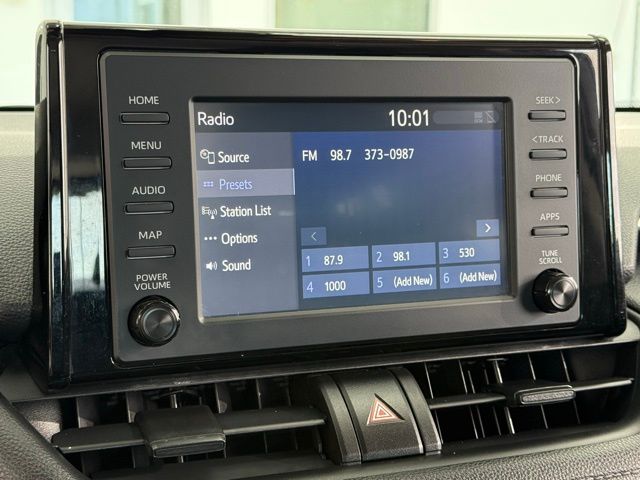 HOME
MENU
AUDIO
MAP
POWER
VOLUME
Radio 10:01
Source
Presets
Station List
Options
Sound
FM 98.7 373-0987
< >
1 87.9 2 98.1 3 530
4 1000 5 (Add New) 6 (Add New)
SEEK >
< TRACK
PHONE
APPS
TUNE
SCROLL